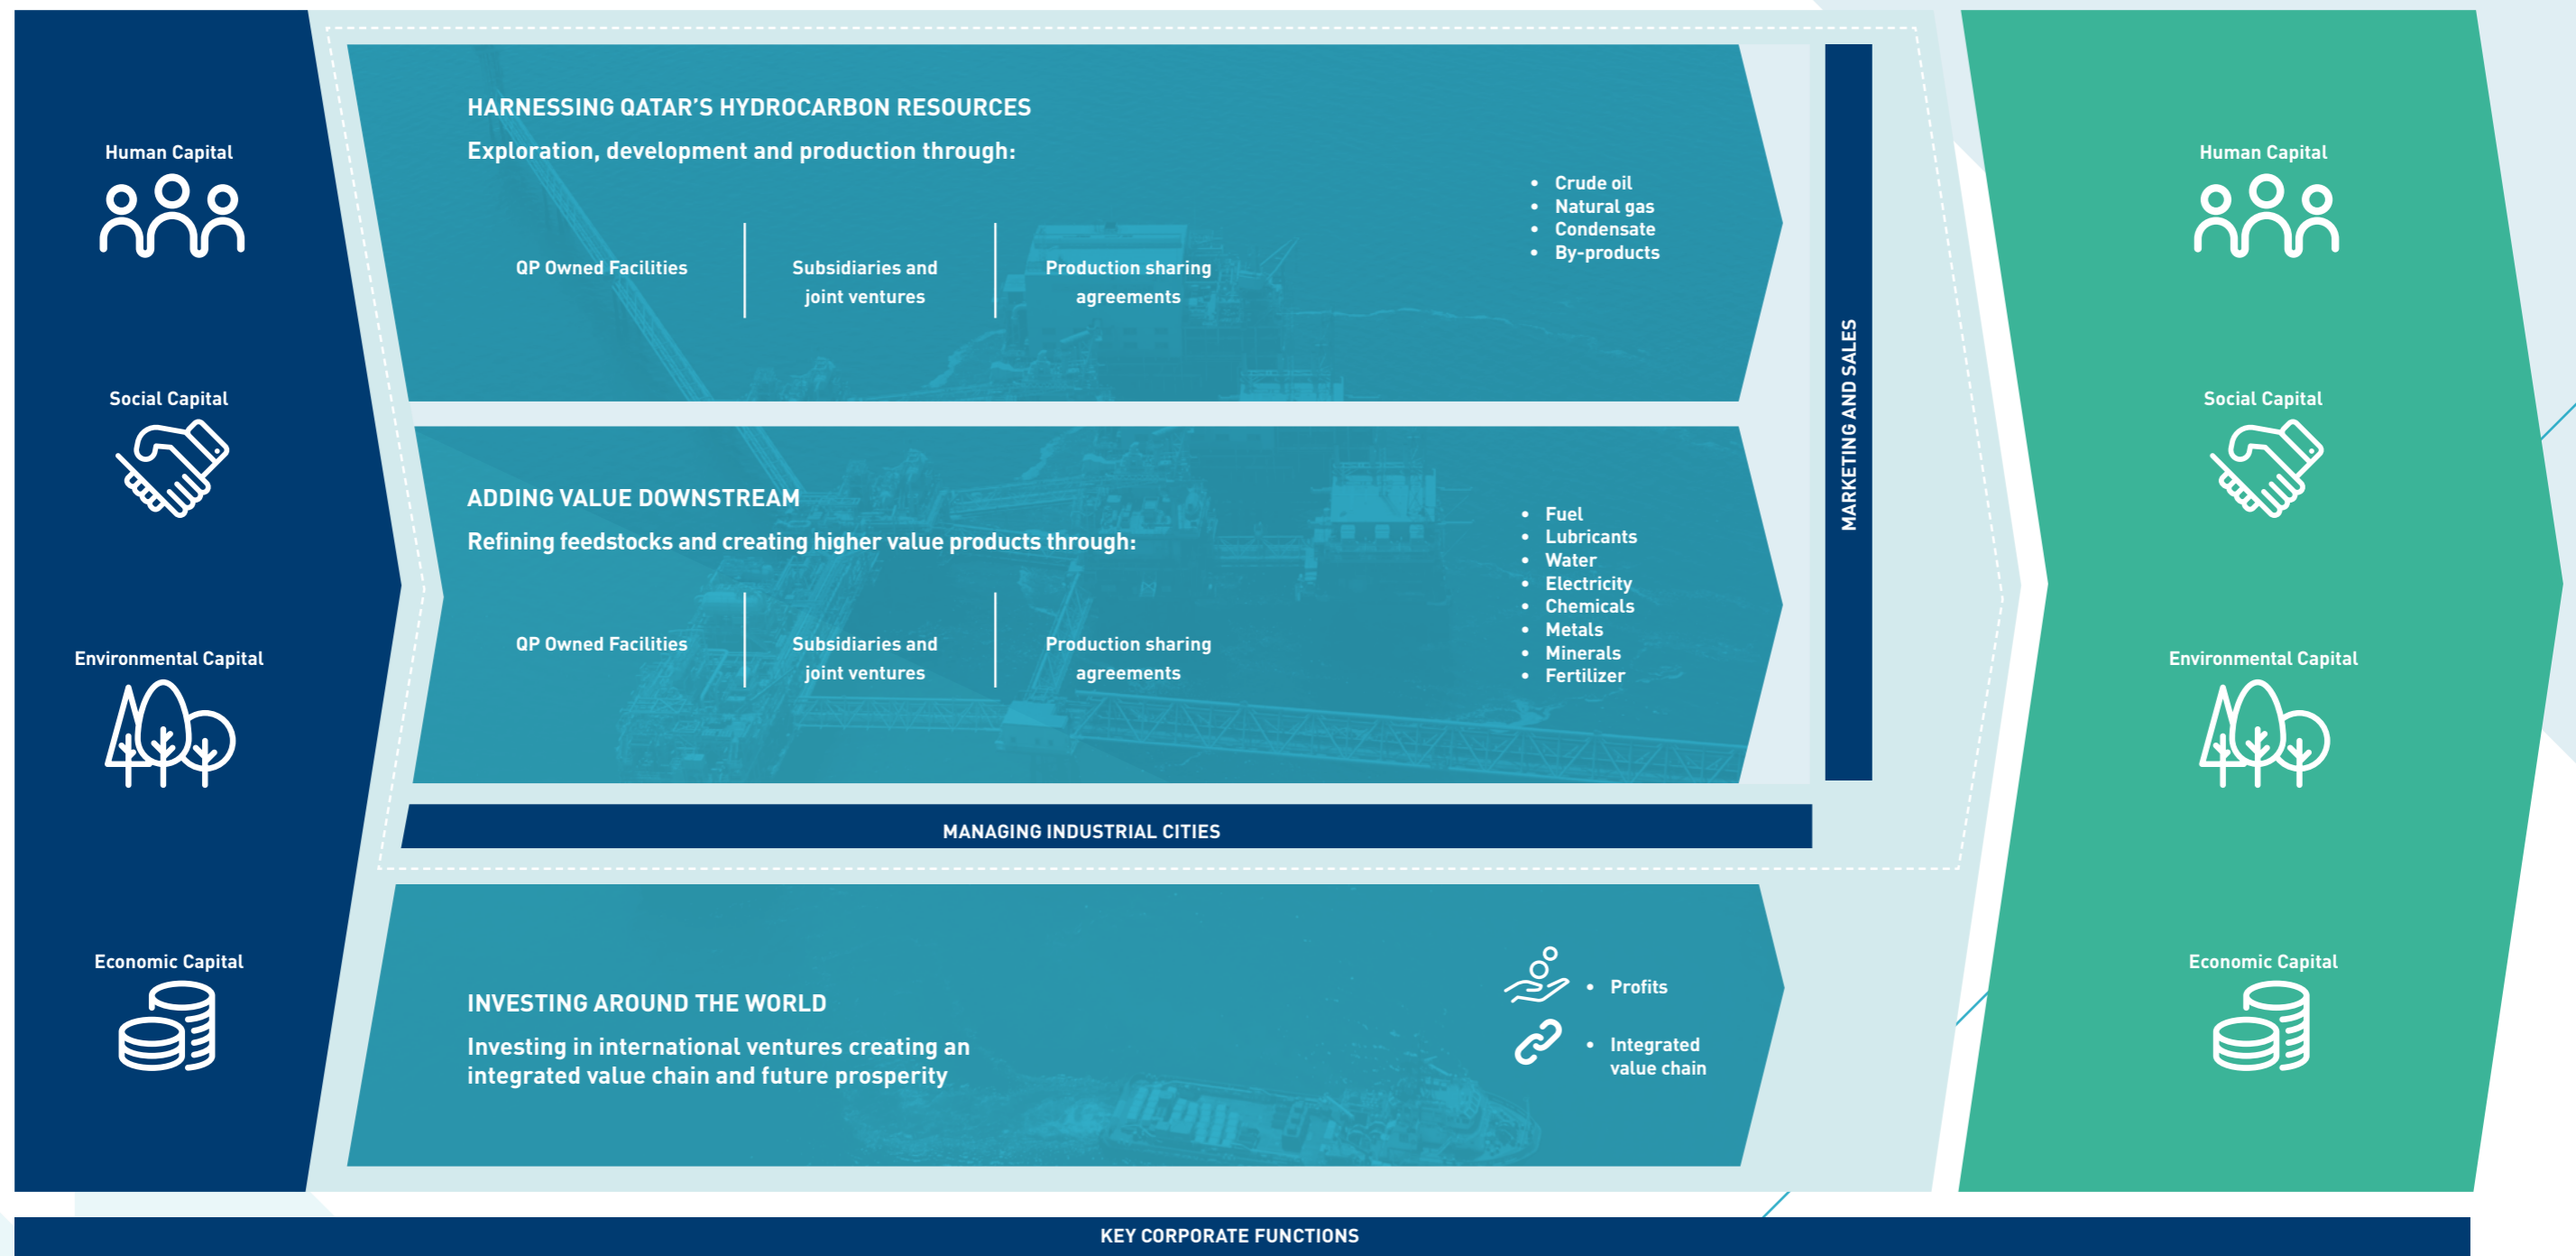 Human Capital
Social Capital
Environmental Capital
Economic Capital
HARNESSING QATAR’S HYDROCARBON RESOURCES
Exploration, development and production through:
QP Owned Facilities
Subsidiaries and
joint ventures
Production sharing
agreements
• Crude oil
• Natural gas
• Condensate
• By-products
ADDING VALUE DOWNSTREAM
Refining feedstocks and creating higher value products through:
QP Owned Facilities
Subsidiaries and
joint ventures
Production sharing
agreements
• Fuel
• Lubricants
• Water
• Electricity
• Chemicals
• Metals
• Minerals
• Fertilizer
MARKETING AND SALES
MANAGING INDUSTRIAL CITIES
INVESTING AROUND THE WORLD
Investing in international ventures creating an
integrated value chain and future prosperity
• Profits
• Integrated
value chain
Human Capital
Social Capital
Environmental Capital
Economic Capital
KEY CORPORATE FUNCTIONS